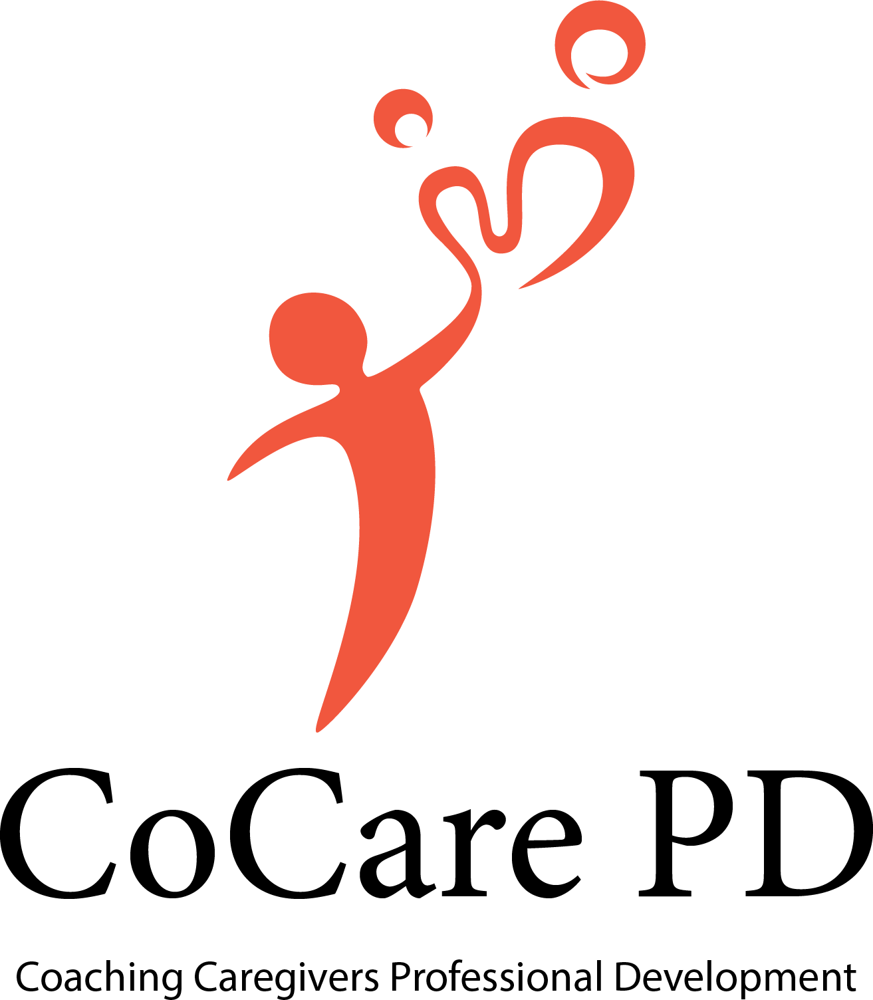 CoCare PD
Coaching Caregivers Professional Development